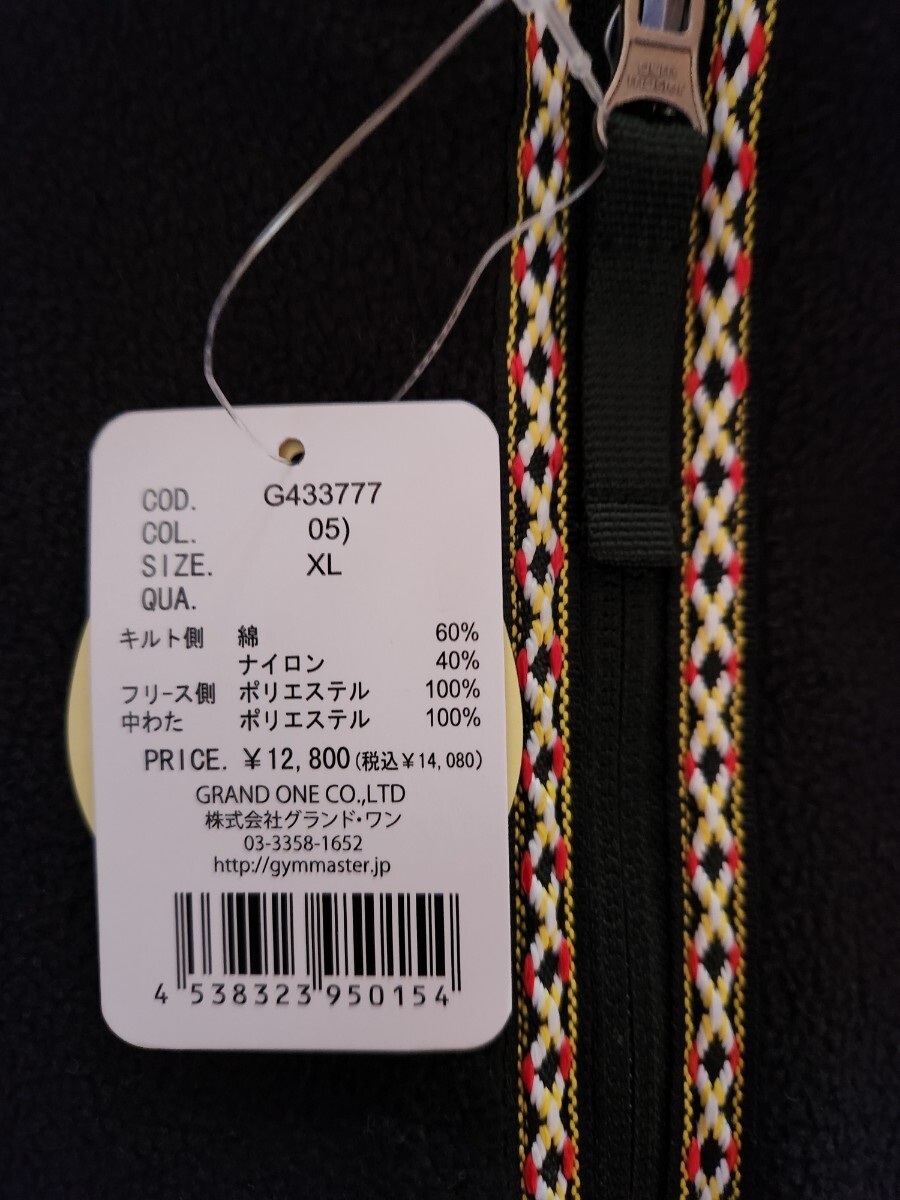 COD. G433777
COL. 05)
SIZE. XL
QUA.
キルト側 綿 60%
ナイロン 40%
フリース側 ポリエステル 100%
中わた ポリエステル 100%
PRICE. ¥12,800(税込¥14,080)
GRAND ONE CO.,LTD
株式会社グランド・ワン
03-3358-1652
http://gymmaster.jp
4 538323 950154